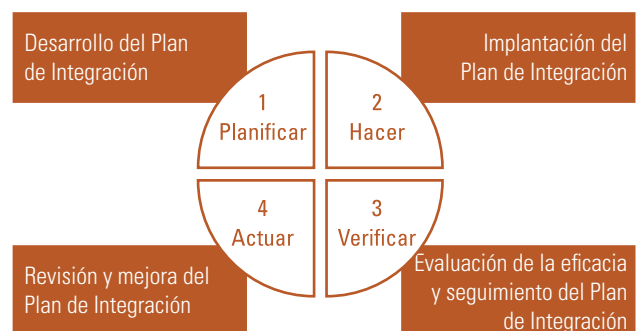 Desarrollo del Plan
de Integración
Implantación del
Plan de Integración
1
Planificar
2
Hacer
4
Actuar
3
Verificar
Revisión y mejora del
Plan de Integración
Evaluación de la eficacia
y seguimiento del Plan
de Integración